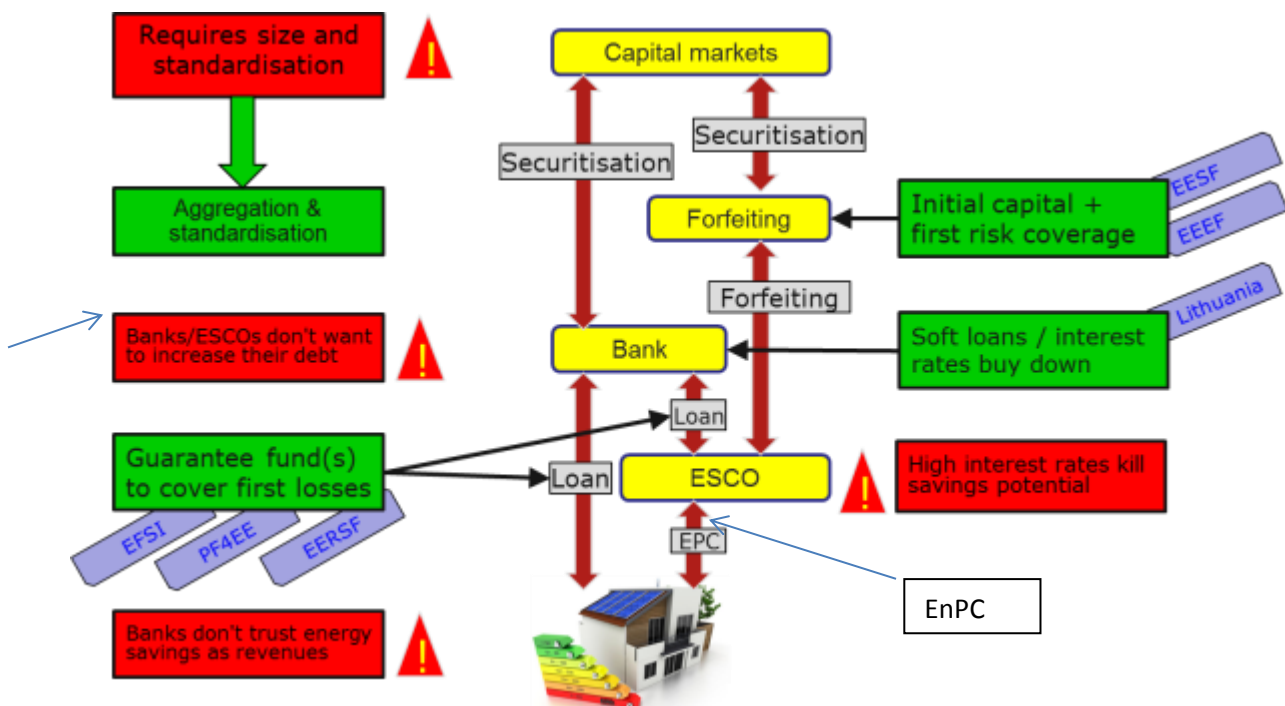 Requires size and
standardisation
!
Capital markets
Securitisation
Securitisation
Aggregation &
standardisation
Forfeiting
Initial capital +
first risk coverage
EESF
EEEF
Forfeiting
Lithuania
Banks/ESCOs don't want
to increase their debt
!
Bank
Soft loans / interest
rates buy down
Loan
Guarantee fund(s)
to cover first losses
Loan
ESCO
!
High interest rates kill
savings potential
EFSI
PF4EE
EERSF
EPC
EnPC
Banks don't trust energy
savings as revenues
!